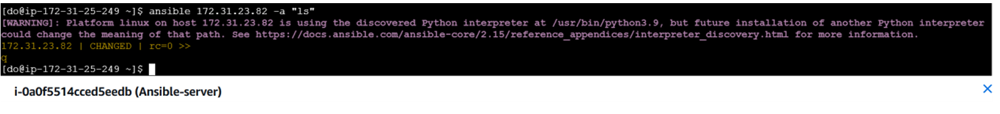 [do@ip-172-31-25-249 ~]$ ansible 172.31.23.82 -a "ls"
[WARNING]: Platform linux on host 172.31.23.82 is using the discovered Python interpreter at /usr/bin/python3.9, but future installation of another Python interpreter
could change the meaning of that path. See https://docs.ansible.com/ansible-core/2.15/reference_appendices/interpreter_discovery.html for more information.
172.31.23.82 | CHANGED | rc=0 >>
q
[do@ip-172-31-25-249 ~]$
i-0a0f5514cced5eedb (Ansible-server)